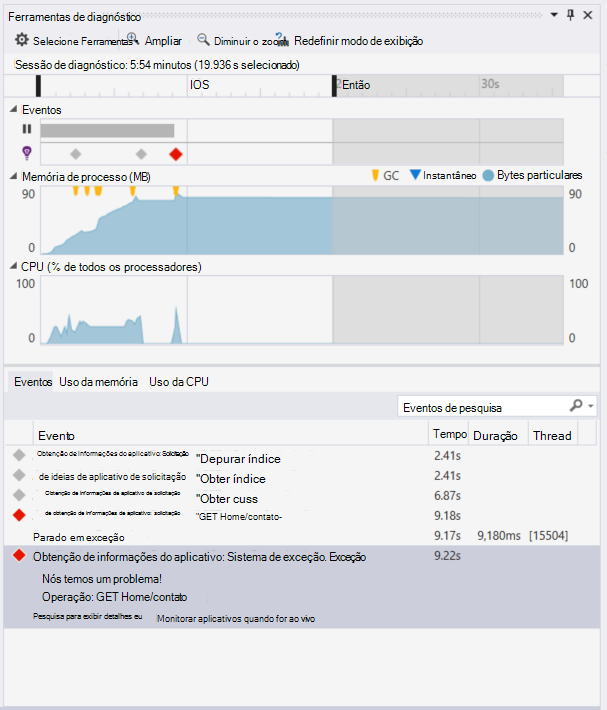 Ferramentas de diagnóstico
Selecione Ferramentas Ampliar Diminuir o zoom Redefinir modo de exibição
Sessão de diagnóstico: 5:54 minutos (19.936 s selecionado)
IOS Então 30s
Eventos
Memória de processo (MB) GC Instantâneo Bytes particulares
90 90
0 0
CPU (% de todos os processadores)
100 100
0 0
Eventos Uso da memória Uso da CPU
Eventos de pesquisa
Evento Tempo Duração Thread
Obtenção de informações do aplicativo: Solicitação "Depurar índice 2.41s
de ideias de aplicativo de solicitação "Obter índice 2.41s
Obtenção de informações de aplicativo de solicitação "Obter cuss 6.87s
de obtenção de informações de aplicativo: solicitação "GET Home/contato- 9.18s
Parado em exceção 9.17s 9,180ms [15504]
Obtenção de informações do aplicativo: Sistema de exceção. Exceção 9.22s
Nós temos um problema!
Operação: GET Home/contato
Pesquisa para exibir detalhes eu Monitorar aplicativos quando for ao vivo